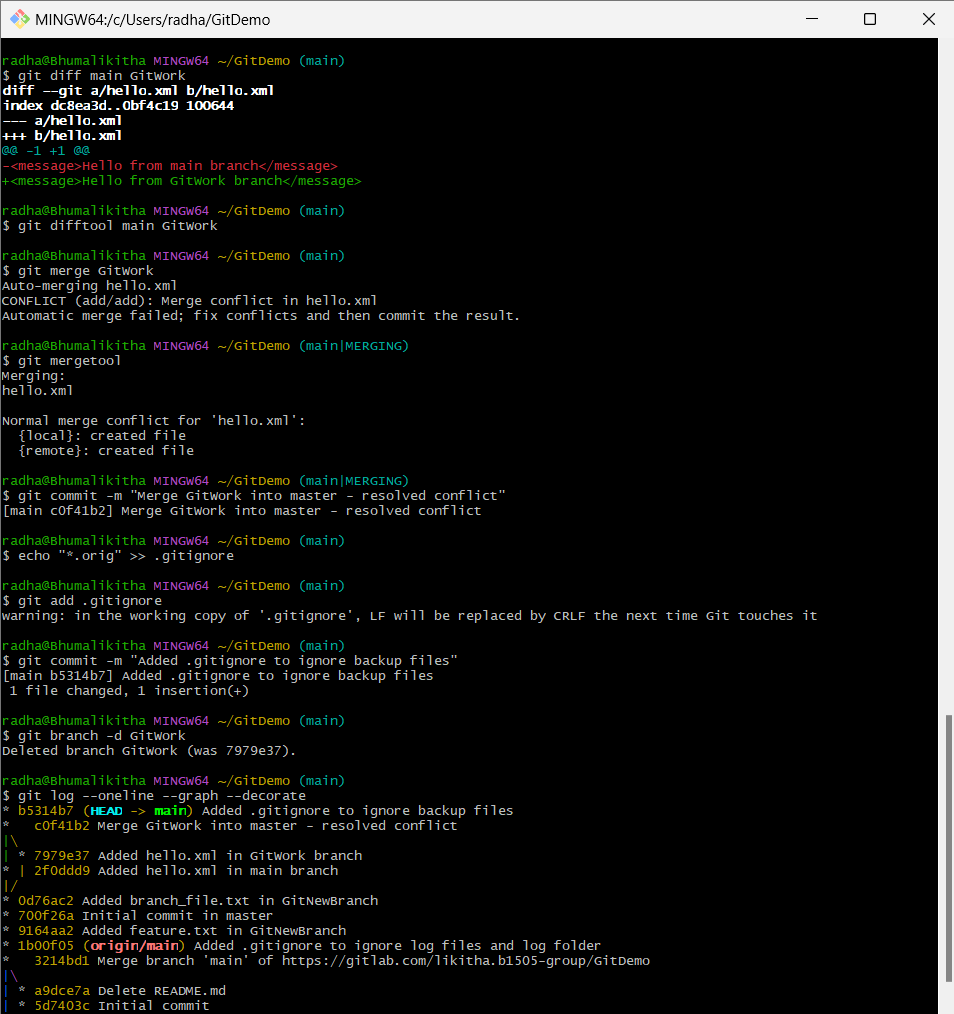 MINGW64:/c/Users/radha/GitDemo
radha@Bhumalikitha MINGW64 ~/GitDemo (main)
$ git diff main GitWork
diff --git a/hello.xml b/hello.xml
index dc8ea3d..0bf4c19 100644
--- a/hello.xml
+++ b/hello.xml
@@ -1 +1 @@
-<message>Hello from main branch</message>
+<message>Hello from GitWork branch</message>
radha@Bhumalikitha MINGW64 ~/GitDemo (main)
$ git difftool main GitWork
radha@Bhumalikitha MINGW64 ~/GitDemo (main)
$ git merge GitWork
Auto-merging hello.xml
CONFLICT (add/add): Merge conflict in hello.xml
Automatic merge failed; fix conflicts and then commit the result.
radha@Bhumalikitha MINGW64 ~/GitDemo (main|MERGING)
$ git mergetool
Merging:
hello.xml
Normal merge conflict for 'hello.xml':
  {local}: created file
  {remote}: created file
radha@Bhumalikitha MINGW64 ~/GitDemo (main|MERGING)
$ git commit -m "Merge GitWork into master - resolved conflict"
[main c0f41b2] Merge GitWork into master - resolved conflict
radha@Bhumalikitha MINGW64 ~/GitDemo (main)
$ echo "*.orig" >> .gitignore
radha@Bhumalikitha MINGW64 ~/GitDemo (main)
$ git add .gitignore
warning: in the working copy of '.gitignore', LF will be replaced by CRLF the next time Git touches it
radha@Bhumalikitha MINGW64 ~/GitDemo (main)
$ git commit -m "Added .gitignore to ignore backup files"
[main b5314b7] Added .gitignore to ignore backup files
 1 file changed, 1 insertion(+)
radha@Bhumalikitha MINGW64 ~/GitDemo (main)
$ git branch -d GitWork
Deleted branch GitWork (was 7979e37).
radha@Bhumalikitha MINGW64 ~/GitDemo (main)
$ git log --oneline --graph --decorate
* b5314b7 (HEAD -> main) Added .gitignore to ignore backup files
*   c0f41b2 Merge GitWork into master - resolved conflict
|\
| * 7979e37 Added hello.xml in GitWork branch
* | 2f0ddd9 Added hello.xml in main branch
|/
* 0d76ac2 Added branch_file.txt in GitNewBranch
* 700f26a Initial commit in master
* 9164aa2 Added feature.txt in GitNewBranch
* 1b00f05 (origin/main) Added .gitignore to ignore log files and log folder
*   3214bd1 Merge branch 'main' of https://gitlab.com/likitha.b1505-group/GitDemo
|\
| * a9dce7a Delete README.md
| * 5d7403c Initial commit